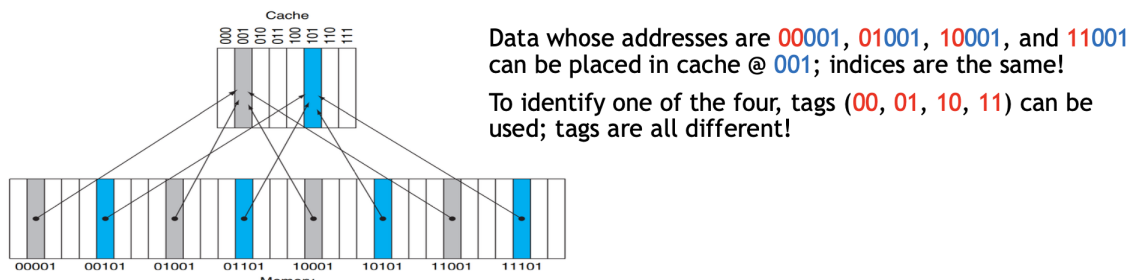 Cache
000 001 010 011 100 101 110 111
Data whose addresses are 00001, 01001, 10001, and 11001
can be placed in cache @ 001; indices are the same!
To identify one of the four, tags (00, 01, 10, 11) can be
used; tags are all different!
00001 00101 01001 01101 10001 10101 11001 11101
Memory